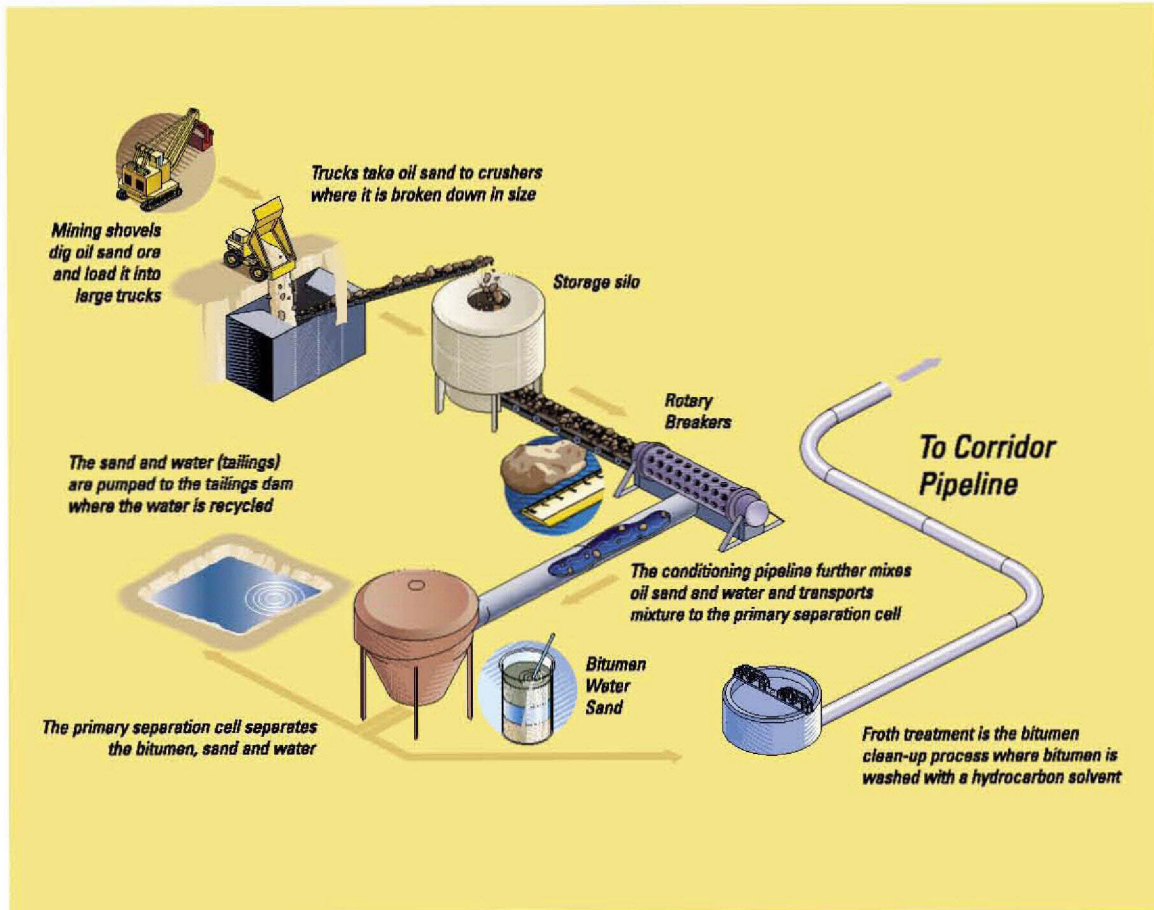 Trucks take oil sand to crushers
where it is broken down in size
Mining shovels
dig oil sand ore
and load it into
large trucks
Storage silo
Rotary
Breakers
To Corridor
Pipeline
The sand and water (tailings)
are pumped to the tailings dam
where the water is recycled
The conditioning pipeline further mixes
oil sand and water and transports
mixture to the primary separation cell
Bitumen
Water
Sand
The primary separation cell separates
the bitumen, sand and water
Froth treatment is the bitumen
clean-up process where bitumen is
washed with a hydrocarbon solvent